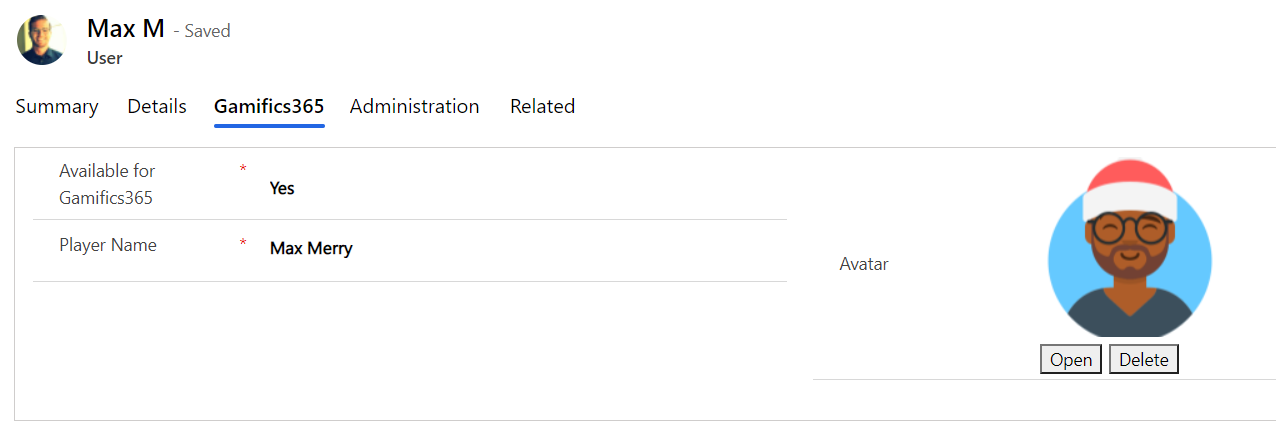 Max M - Saved
User
Summary Details Gamifics365 Administration Related
Available for * Yes
Gamifics365
Player Name * Max Merry
Avatar
Open Delete